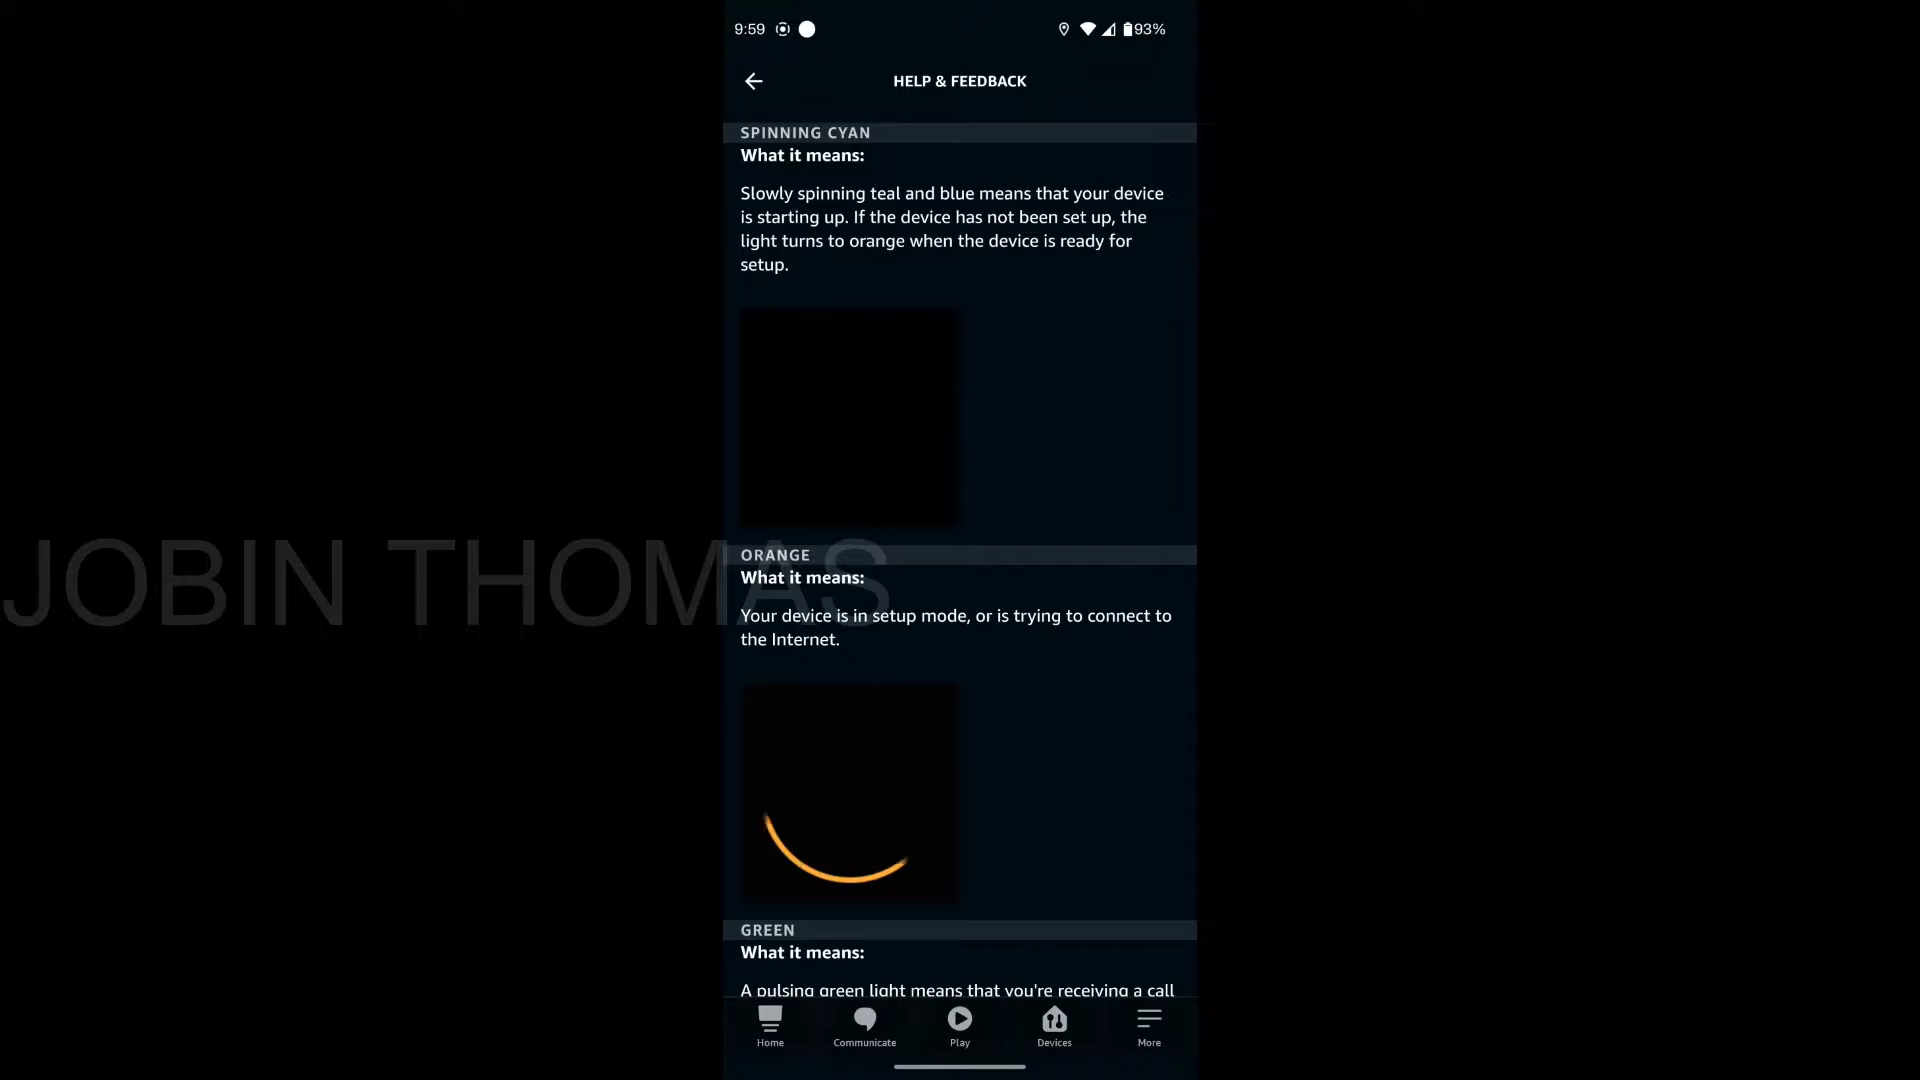 9:59
93%
HELP & FEEDBACK
SPINNING CYAN
What it means:
Slowly spinning teal and blue means that your device
is starting up. If the device has not been set up, the
light turns to orange when the device is ready for
setup.
JOBIN THOMAS
ORANGE
What it means:
Your device is in setup mode, or is trying to connect to
the Internet.
GREEN
What it means:
A pulsing green light means that you're receiving a call
Home
Communicate
Play
Devices
More